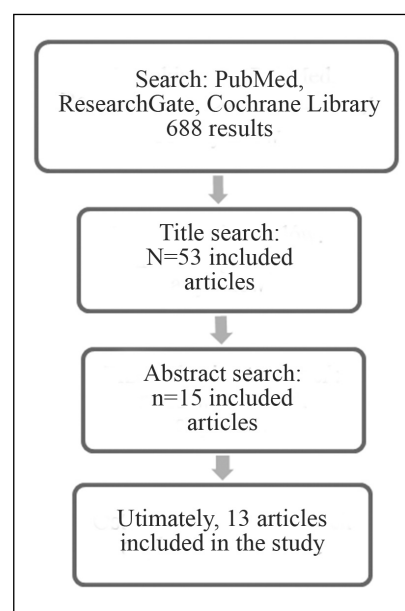 Search: PubMed,
ResearchGate, Cochrane Library
688 results
Title search:
N=53 included
articles
Abstract search:
n=15 included
articles
Utimately, 13 articles
included in the study